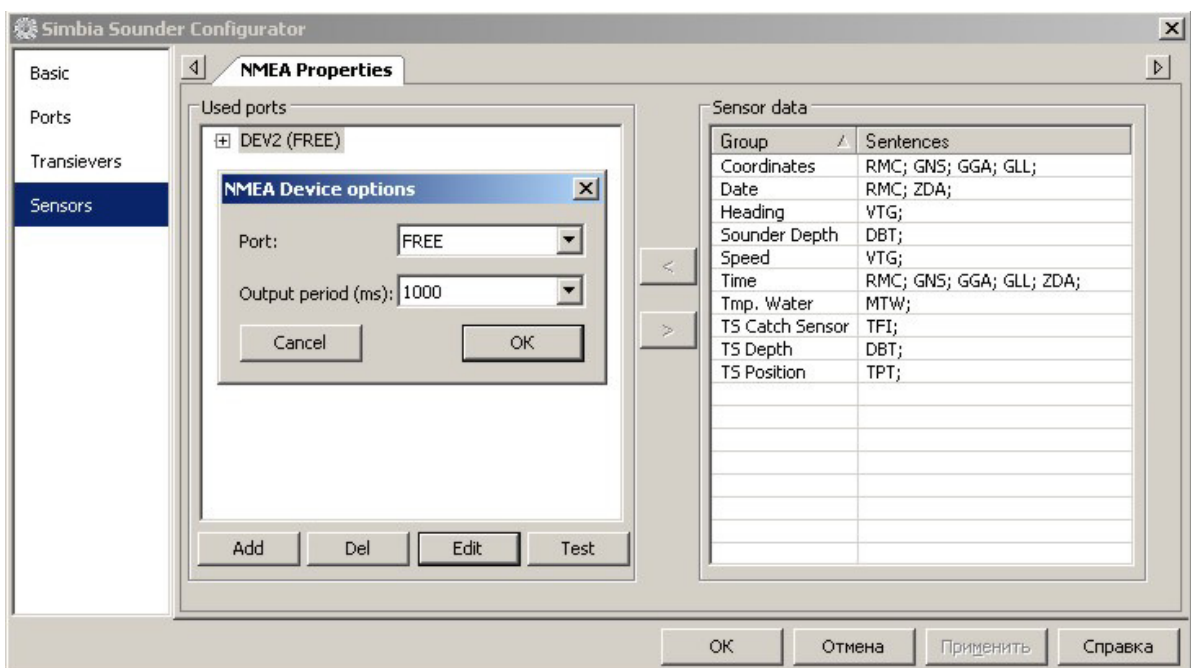 Simbia Sounder Configurator
Basic
Ports
Transievers
Sensors
NMEA Properties
Used ports
DEV2 (FREE)
NMEA Device options
Port: FREE
Output period (ms): 1000
Cancel OK
Add Del Edit Test
< 
>
Sensor data
Group Sentences
Coordinates RMC; GNS; GGA; GLL;
Date RMC; ZDA;
Heading VTG;
Sounder Depth DBT;
Speed VTG;
Time RMC; GNS; GGA; GLL; ZDA;
Tmp. Water MTW;
TS Catch Sensor TFI;
TS Depth DBT;
TS Position TPT;
OK Отмена Применить Справка